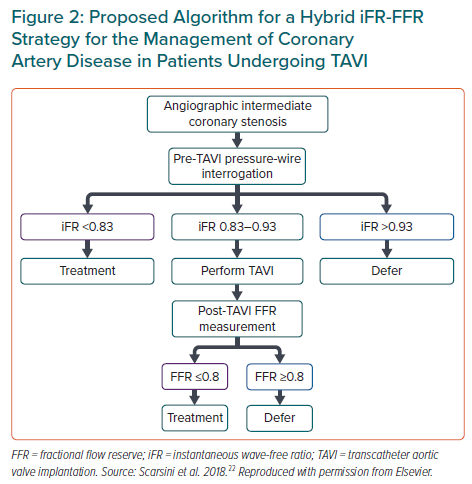 Figure 2: Proposed Algorithm for a Hybrid iFR-FFR
Strategy for the Management of Coronary
Artery Disease in Patients Undergoing TAVI
Angiographic intermediate
coronary stenosis
Pre-TAVI pressure-wire
interrogation
iFR <0.83
iFR 0.83–0.93
iFR >0.93
Treatment
Perform TAVI
Defer
Post-TAVI FFR
measurement
FFR ≤0.8
FFR ≥0.8
Treatment
Defer
FFR = fractional flow reserve; iFR = instantaneous wave-free ratio; TAVI = transcatheter aortic
valve implantation. Source: Scarsini et al. 2018.²² Reproduced with permission from Elsevier.